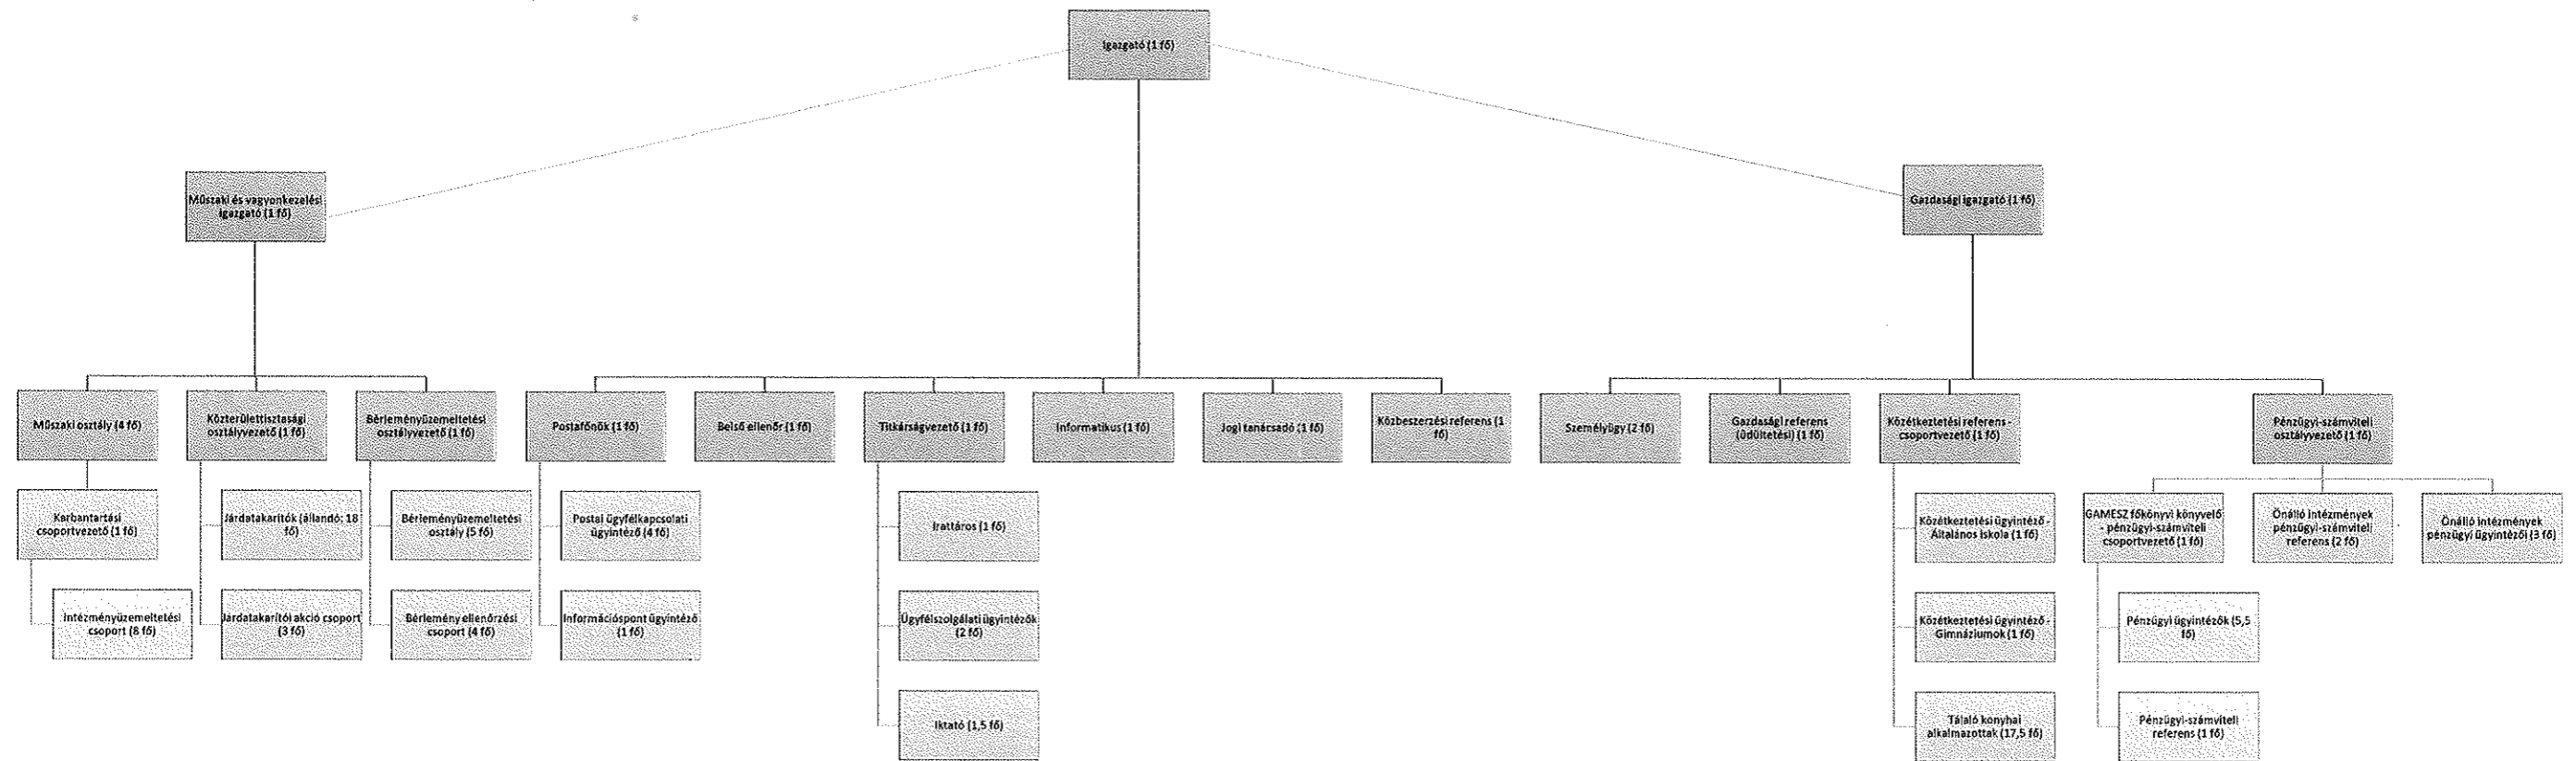 Igazgató (1 fő)
Műszaki és vagyonkezelési
igazgató (1 fő)
Gazdasági igazgató (1 fő)
Műszaki osztály (4 fő)
Közterülettisztasági
osztályvezető (1 fő)
Bérleményüzemeltetési
osztályvezető (1 fő)
Postafőnök (1 fő)
Belső ellenőr (1 fő)
Titkárságvezető (1 fő)
Informatikus (1 fő)
Jogi tanácsadó (1 fő)
Közbeszerzési referens (1
fő)
Személyügy (2 fő)
Gazdasági referens
(üdültetési) (1 fő)
Közétkeztetési referens -
csoportvezető (1 fő)
Pénzügyi-számviteli
osztályvezető (1 fő)
Karbantartási
csoportvezető (1 fő)
Járdatakarítók (állandó: 18
fő)
Bérleményüzemeltetési
osztály (5 fő)
Postai ügyfélkapcsolati
ügyintéző (4 fő)
Irattáros (1 fő)
Közétkeztetési ügyintéző -
Általános Iskola (1 fő)
GAMESZ főkönyvi könyvelő
- pénzügyi-számviteli
csoportvezető (1 fő)
Önálló intézmények
pénzügyi-számviteli
referens (2 fő)
Önálló intézmények
pénzügyi ügyintézői (3 fő)
Intézményüzemeltetési
csoport (8 fő)
Járdatakarítói akció csoport
(3 fő)
Bérlemény ellenőrzési
csoport (4 fő)
Információspont ügyintéző
(1 fő)
Ügyfélszolgálati ügyintézők
(2 fő)
Közétkeztetési ügyintéző -
Gimnáziumok (1 fő)
Pénzügyi ügyintézők (5,5
fő)
Iktató (1,5 fő)
Tálaló konyhai
alkalmazottak (17,5 fő)
Pénzügyi-számviteli
referens (1 fő)